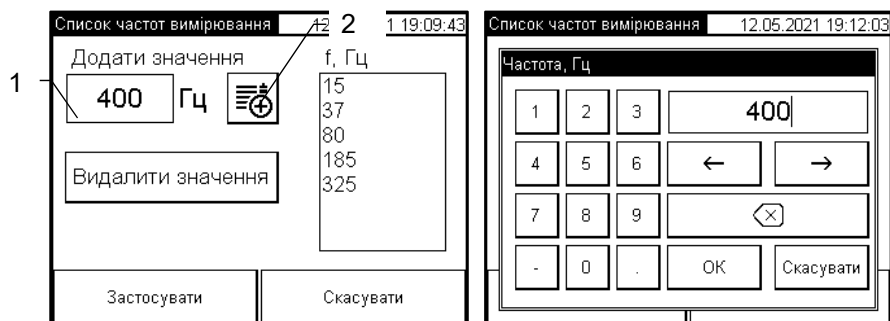 Список частот вимірювання 12 1 19:09:43
2
1
Додати значення
400 Гц
f, Гц
15
37
80
185
325
Видалити значення
Застосувати
Скасувати
Список частот вимірювання 12.05.2021 19:12:03
Частота, Гц
400
1 2 3
4 5 6 ← →
7 8 9
- 0 . OK Скасувати